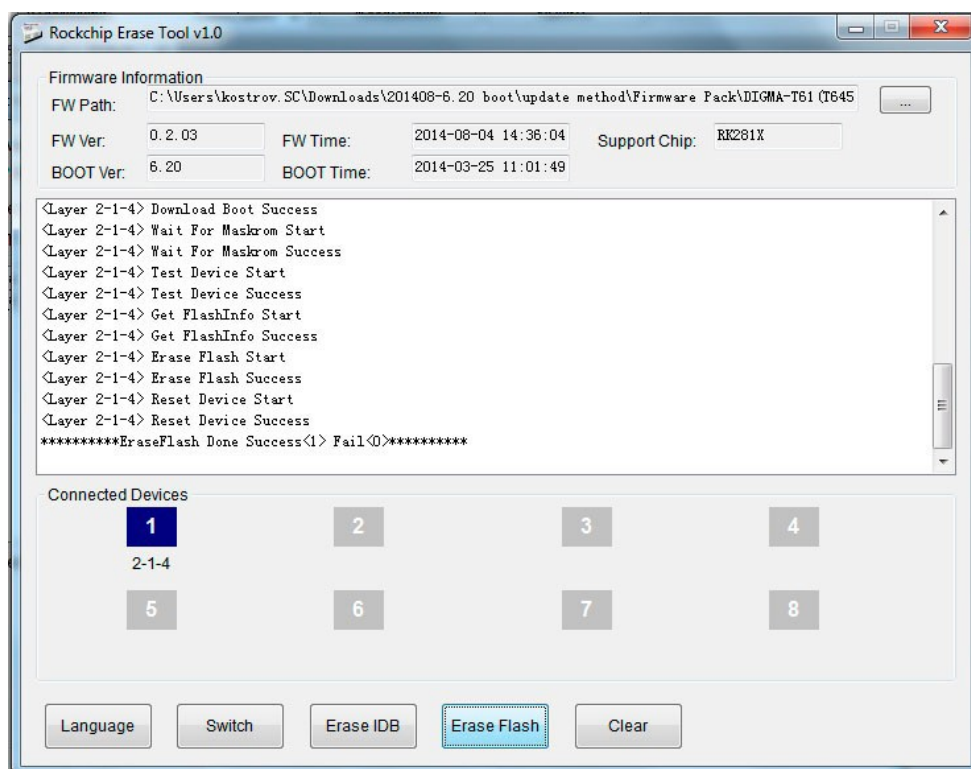 Rockchip Erase Tool v1.0
Firmware Information
FW Path: C:\Users\kostrov.SC\Downloads\201408-6.20 boot\update method\Firmware Pack\DIGMA-T61(T645 ...
FW Ver: 0.2.03 FW Time: 2014-08-04 14:36:04 Support Chip: RK281X
BOOT Ver: 6.20 BOOT Time: 2014-03-25 11:01:49
<Layer 2-1-4> Download Boot Success
<Layer 2-1-4> Wait For Maskrom Start
<Layer 2-1-4> Wait For Maskrom Success
<Layer 2-1-4> Test Device Start
<Layer 2-1-4> Test Device Success
<Layer 2-1-4> Get FlashInfo Start
<Layer 2-1-4> Get FlashInfo Success
<Layer 2-1-4> Erase Flash Start
<Layer 2-1-4> Erase Flash Success
<Layer 2-1-4> Reset Device Start
<Layer 2-1-4> Reset Device Success
**********EraseFlash Done Success<1> Fail<0>**********
Connected Devices
1 2 3 4
2-1-4
5 6 7 8
Language Switch Erase IDB Erase Flash Clear